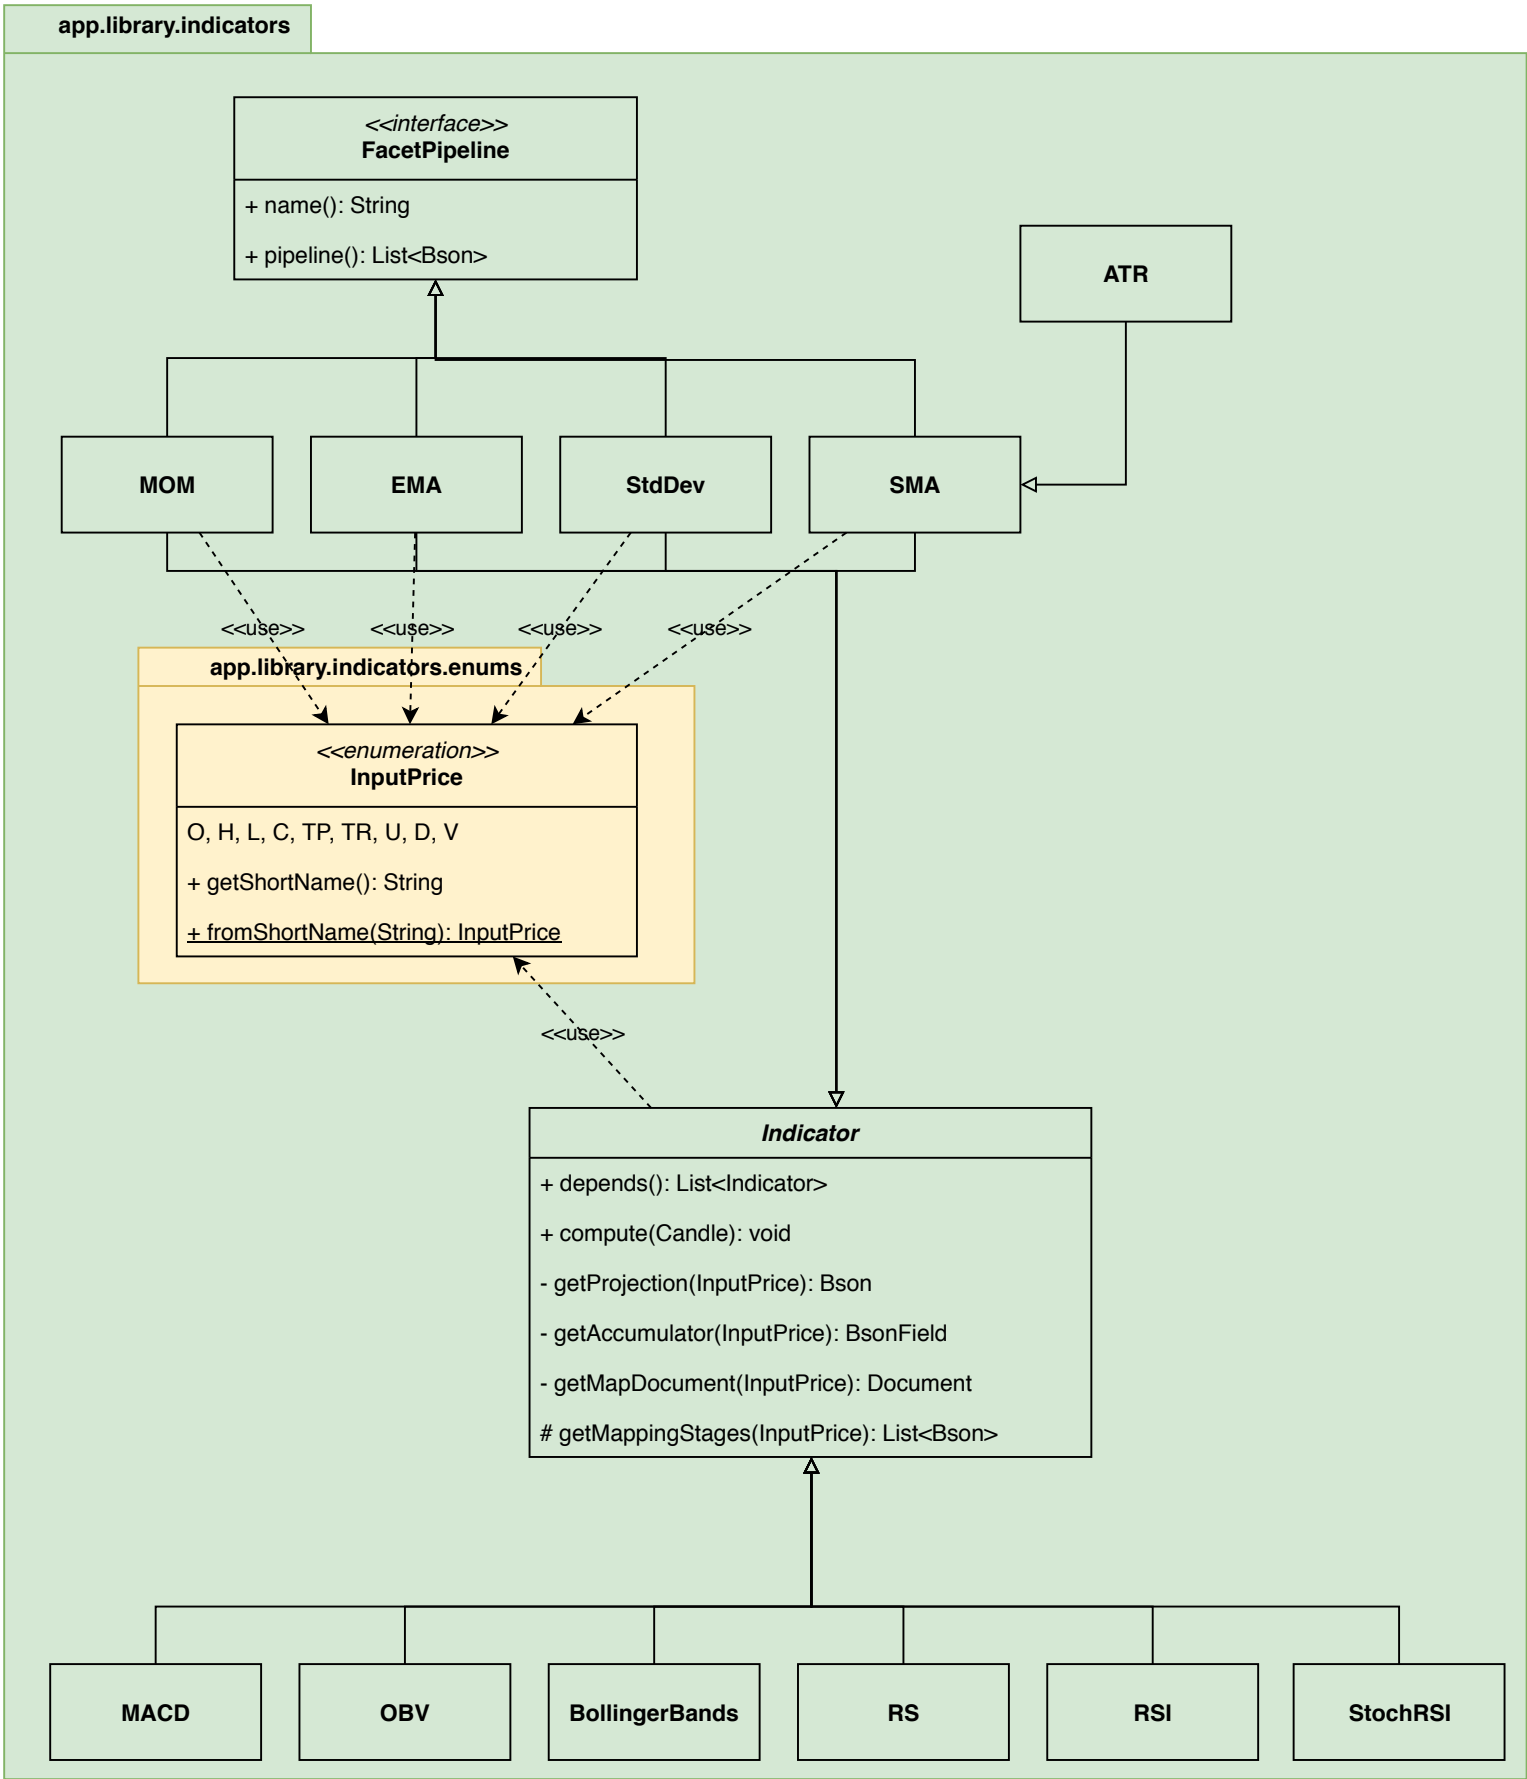 app.library.indicators
<<interface>>
FacetPipeline
+ name(): String
+ pipeline(): List<Bson>
ATR
MOM
EMA
StdDev
SMA
<<use>>
<<use>>
<<use>>
<<use>>
app.library.indicators.enums
<<enumeration>>
InputPrice
O, H, L, C, TP, TR, U, D, V
+ getShortName(): String
+ fromShortName(String): InputPrice
<<use>>
Indicator
+ depends(): List<Indicator>
+ compute(Candle): void
- getProjection(InputPrice): Bson
- getAccumulator(InputPrice): BsonField
- getMapDocument(InputPrice): Document
# getMappingStages(InputPrice): List<Bson>
MACD
OBV
BollingerBands
RS
RSI
StochRSI